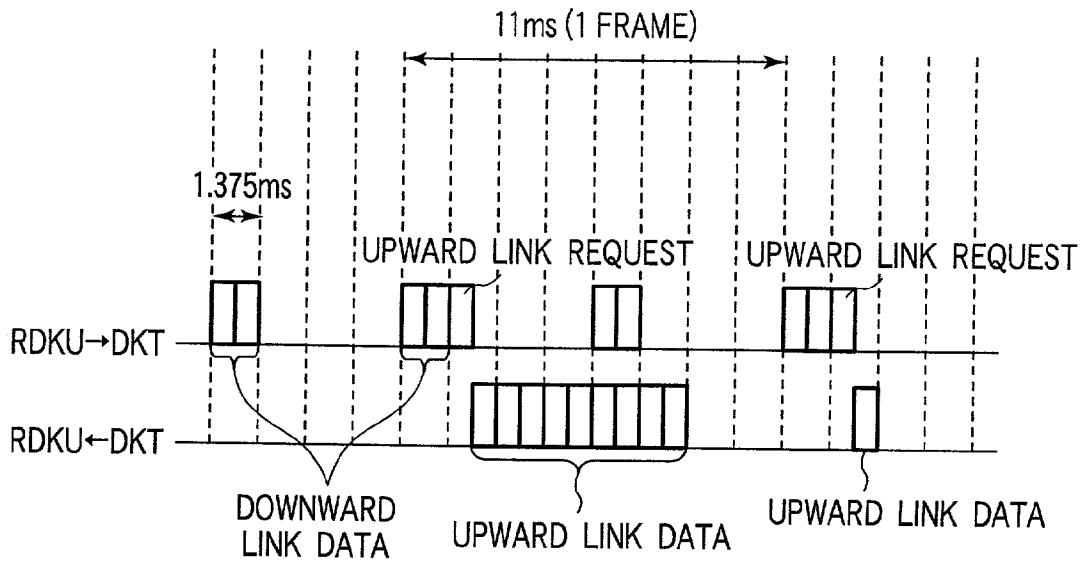 11ms (1 FRAME)
1.375ms
UPWARD LINK REQUEST
UPWARD LINK REQUEST
RDKU→DKT
RDKU←DKT
DOWNWARD
LINK DATA
UPWARD LINK DATA
UPWARD LINK DATA